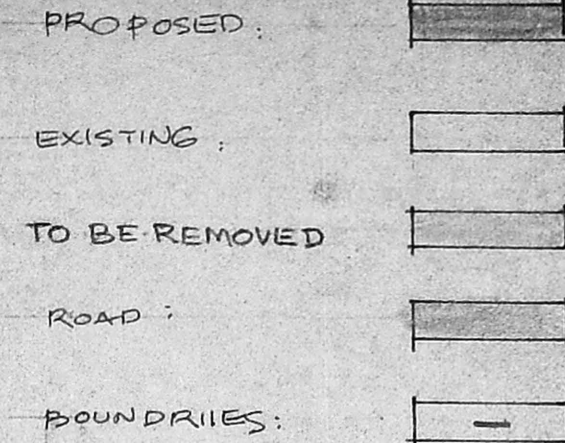 PROPOSED:
EXISTING :
TO BE REMOVED
ROAD :
BOUNDRIIES: